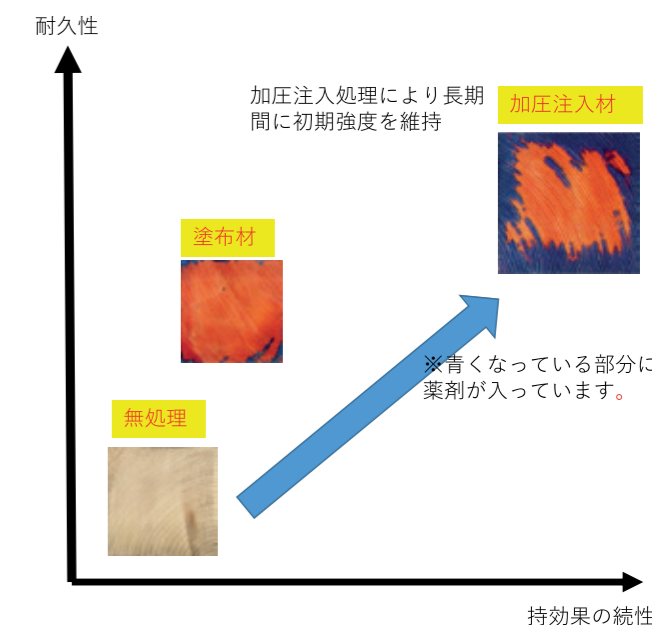 耐久性
加圧注入処理により長期
間に初期強度を維持
加圧注入材
塗布材
※青くなっている部分に
薬剤が入っています。
無処理
持効果の続性